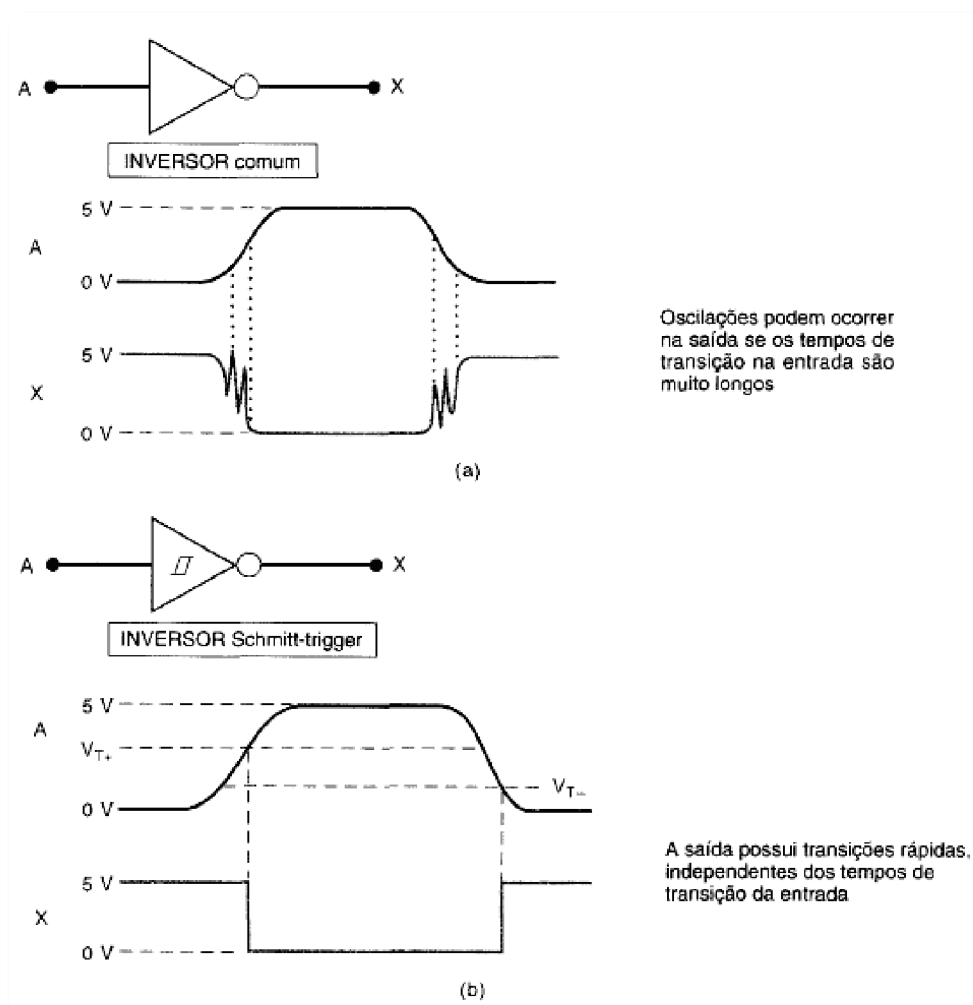 A
X
INVERSOR comum
5 V
A
0 V
5 V
X
0 V
Oscilações podem ocorrer
na saída se os tempos de
transição na entrada são
muito longos
(a)
A
X
INVERSOR Schmitt-trigger
5 V
A
VT+
VT−
0 V
5 V
X
0 V
A saída possui transições rápidas,
independentes dos tempos de
transição da entrada
(b)